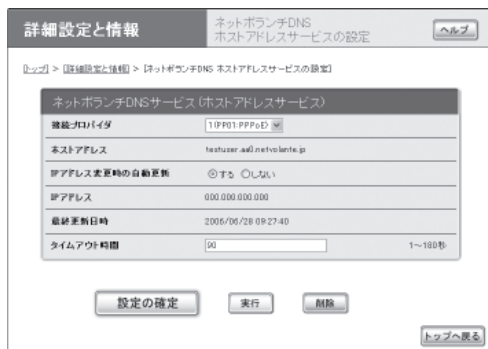 詳細設定と情報
ネットボランチDNS
ホストアドレスサービスの設定
ヘルプ
[トップ] > [詳細設定と情報] > [ネットボランチDNS ホストアドレスサービスの設定]
ネットボランチDNSサービス(ホストアドレスサービス)
接続プロバイダ 1(PP01:PPPoE)
ホストアドレス testuser.aa0.netvolante.jp
IPアドレス変更時の自動更新 する しない
IPアドレス 000.000.000.000
最終更新日時 2006/06/28 09:27:40
タイムアウト時間 90 1～180秒
設定の確定 実行 削除
トップへ戻る